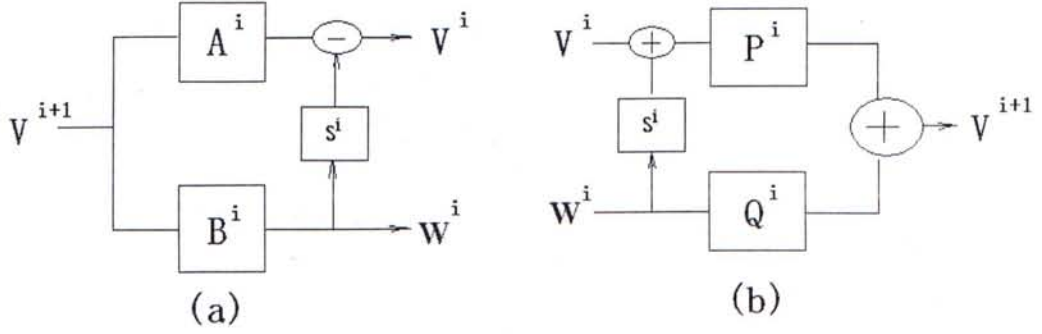 A^i − V^i
V^{i+1} s^i
B^i W^i
(a)
V^i + P^i
s^i + V^{i+1}
W^i Q^i
(b)